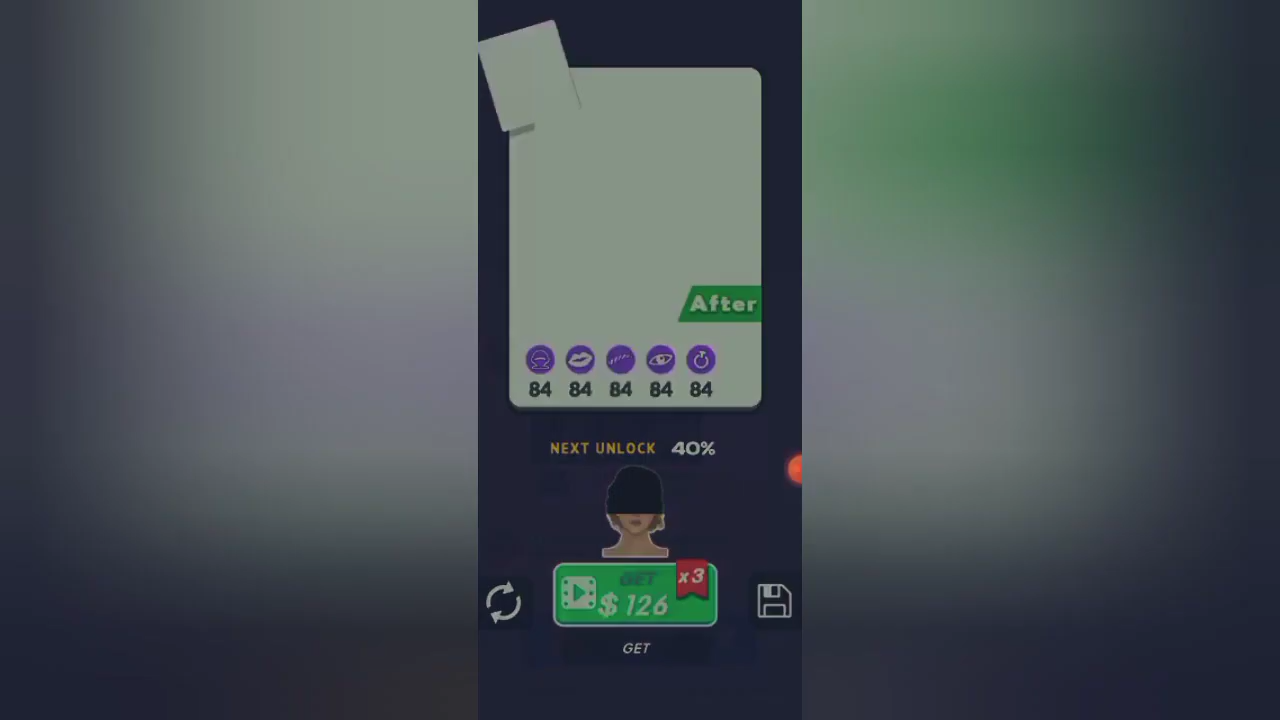 After
84 84 84 84 84
NEXT UNLOCK 40%
GET x3
$ 126
GET